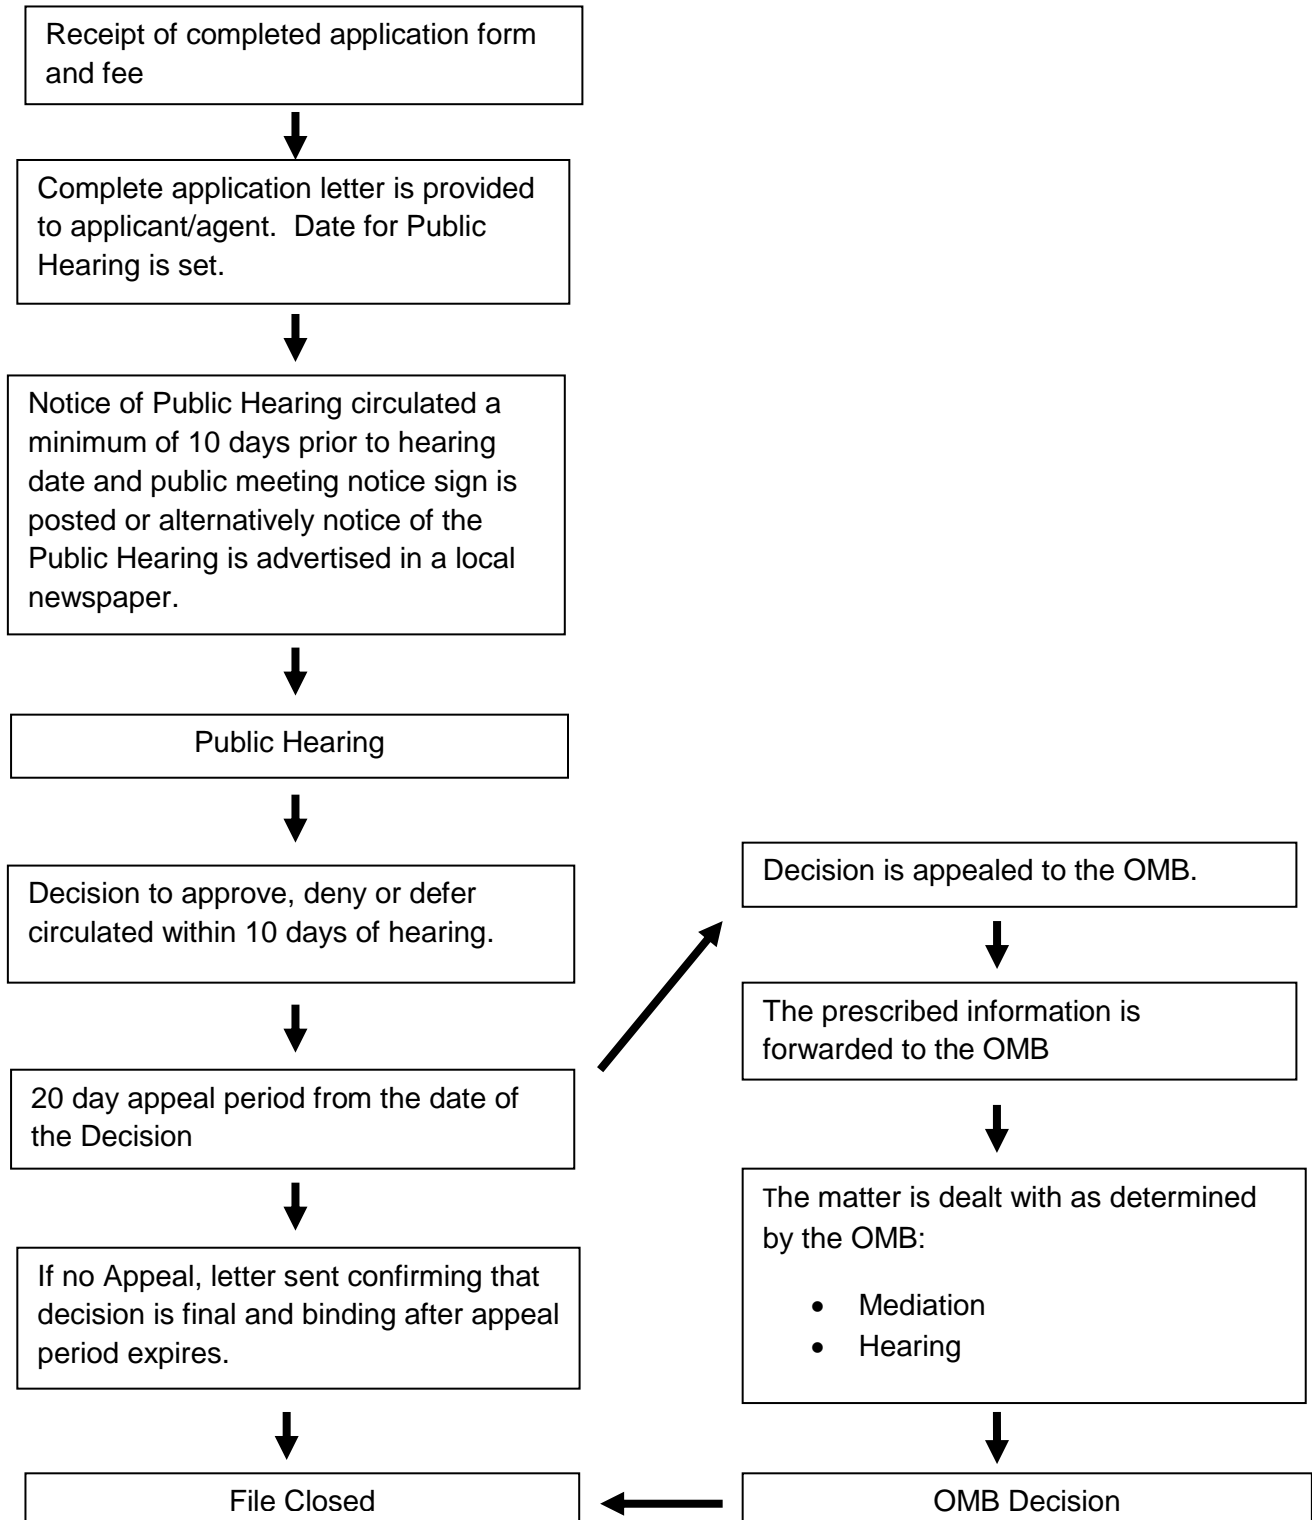 Receipt of completed application form
and fee
Complete application letter is provided
to applicant/agent.  Date for Public
Hearing is set.
Notice of Public Hearing circulated a
minimum of 10 days prior to hearing
date and public meeting notice sign is
posted or alternatively notice of the
Public Hearing is advertised in a local
newspaper.
Public Hearing
Decision to approve, deny or defer
circulated within 10 days of hearing.
20 day appeal period from the date of
the Decision
If no Appeal, letter sent confirming that
decision is final and binding after appeal
period expires.
File Closed
Decision is appealed to the OMB.
The prescribed information is
forwarded to the OMB
The matter is dealt with as determined
by the OMB:
• Mediation
• Hearing
OMB Decision